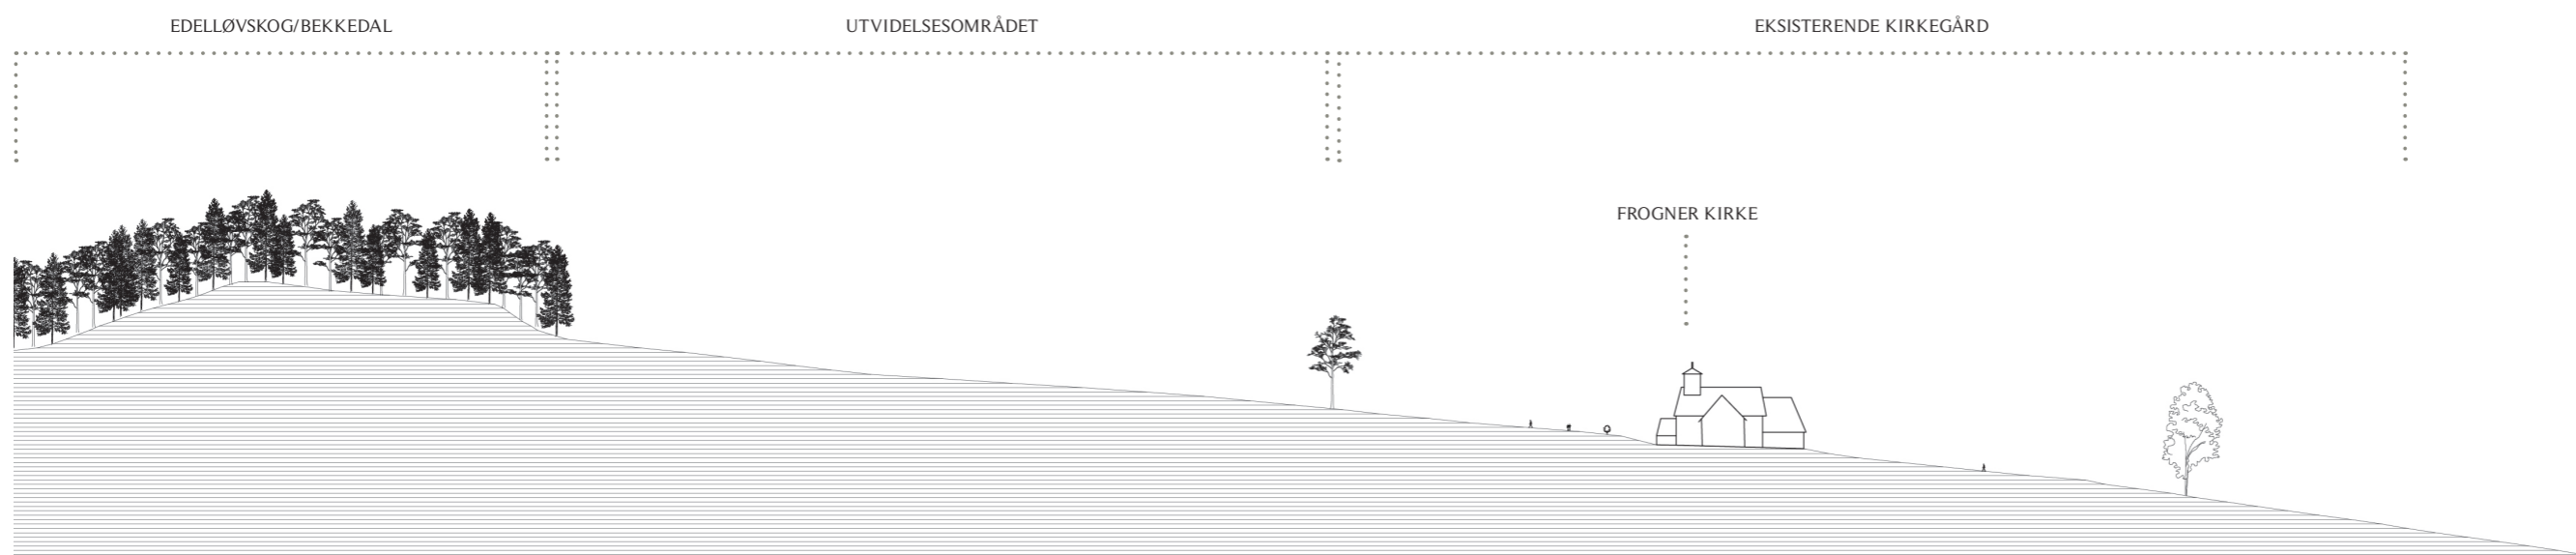 EDELLØVSKOG/BEKKEDAL
UTVIDELSESOMRÅDET
EKSISTERENDE KIRKEGÅRD
FROGNER KIRKE